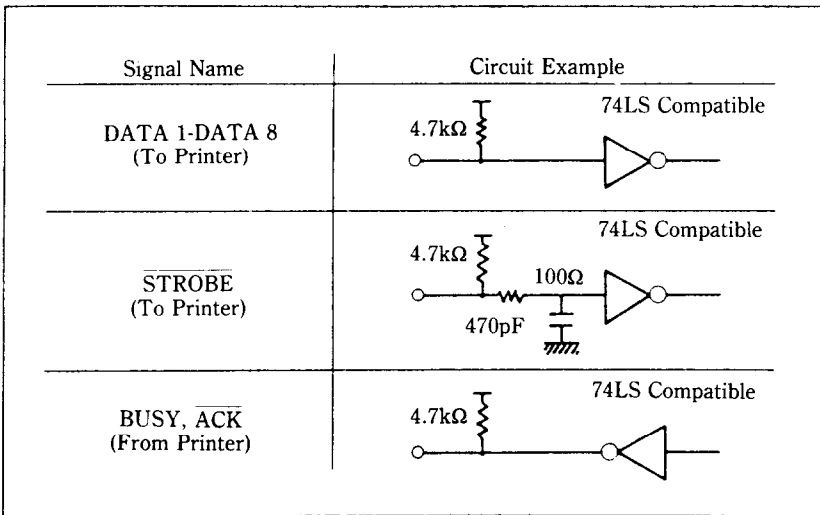 Signal Name
Circuit Example
DATA 1-DATA 8
(To Printer)
4.7kΩ
74LS Compatible
STROBE
(To Printer)
4.7kΩ
100Ω
470pF
74LS Compatible
BUSY, ACK
(From Printer)
4.7kΩ
74LS Compatible